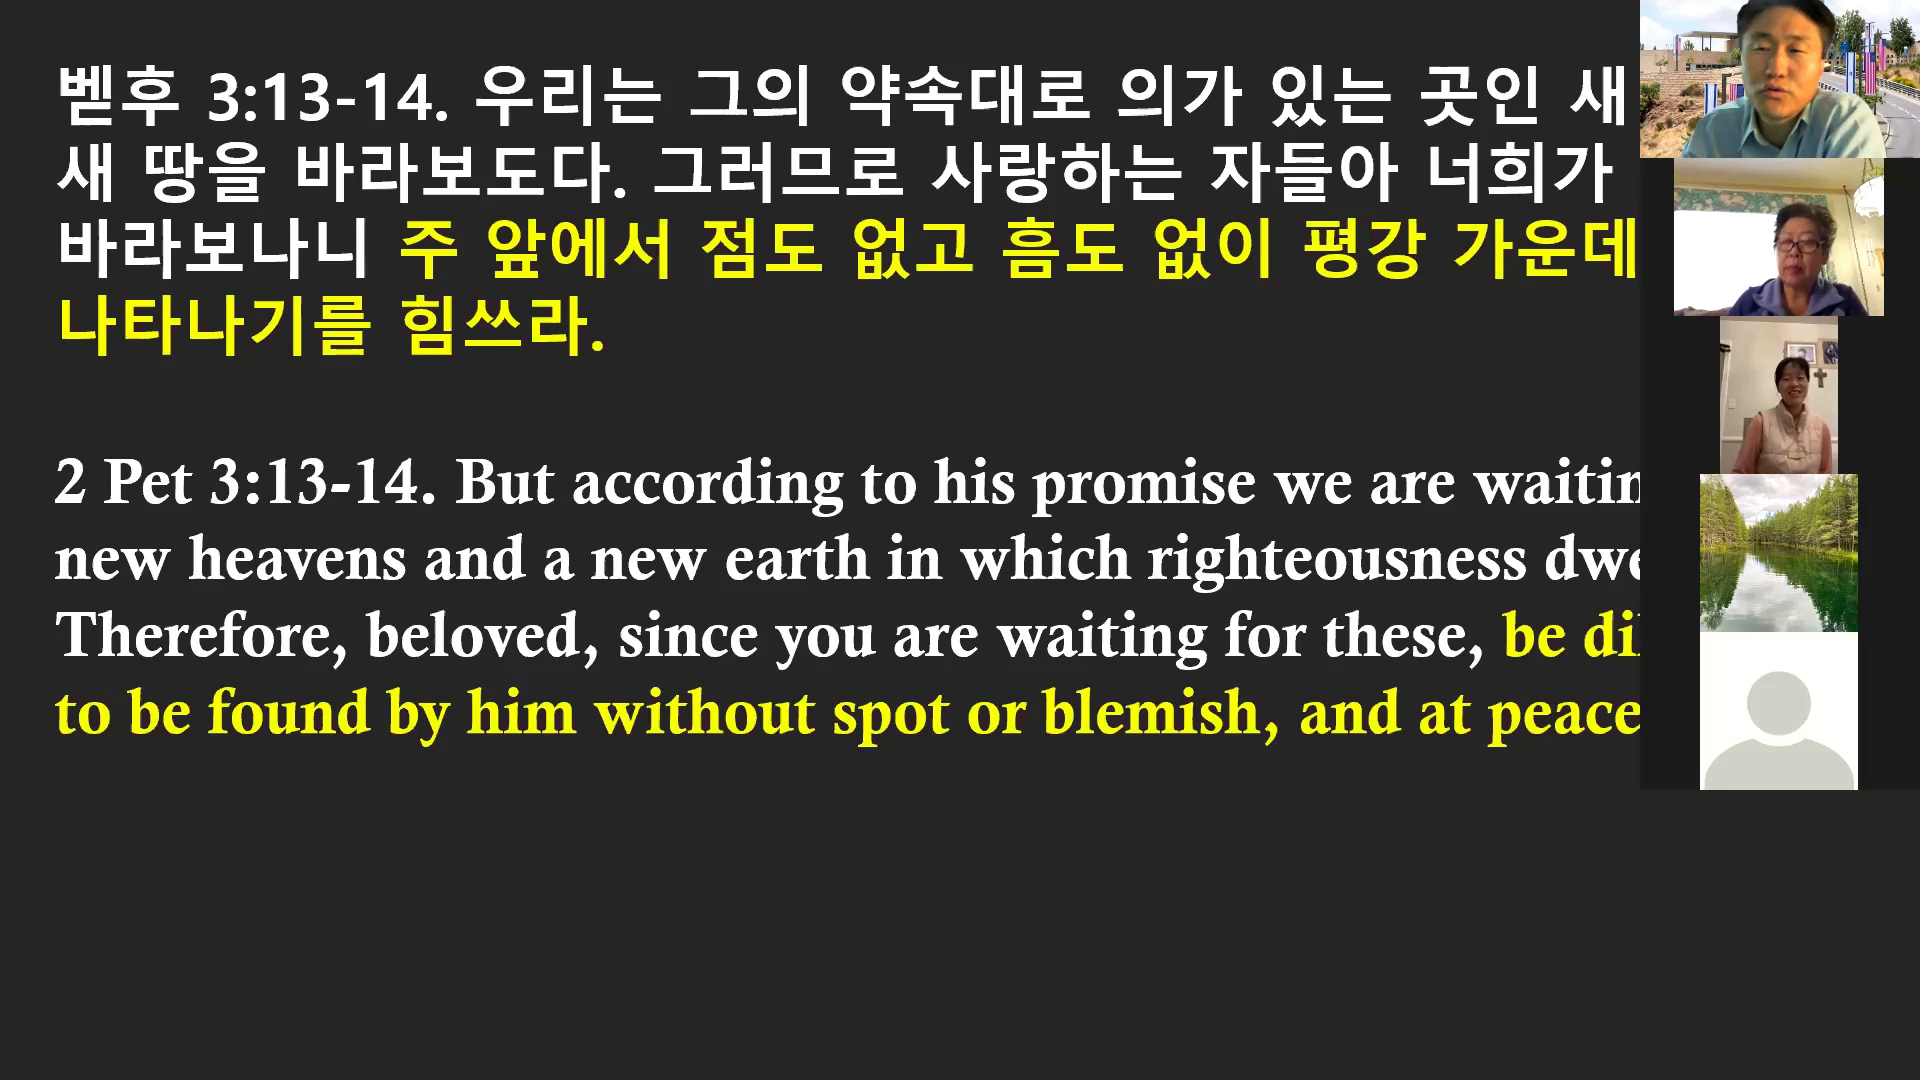 벧후 3:13-14. 우리는 그의 약속대로 의가 있는 곳인 새
새 땅을 바라보도다. 그러므로 사랑하는 자들아 너희가
바라보나니 주 앞에서 점도 없고 흠도 없이 평강 가운데
나타나기를 힘쓰라.
2 Pet 3:13-14. But according to his promise we are
new heavens and a new earth in which righteousness
Therefore, beloved, since you are waiting for these, be
to be found by him without spot or blemish, and at peace